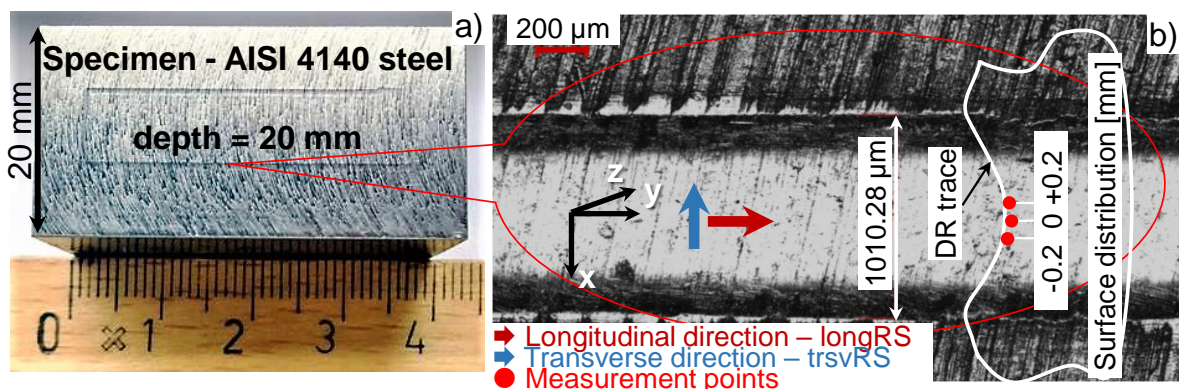 a)
Specimen - AISI 4140 steel
20 mm
depth = 20 mm
0 1 2 3 4
b)
200 µm
z
y
x
1010.28 µm
DR trace
-0.2 0 +0.2
Surface distribution [mm]
Longitudinal direction – longRS
Transverse direction – trsvRS
Measurement points